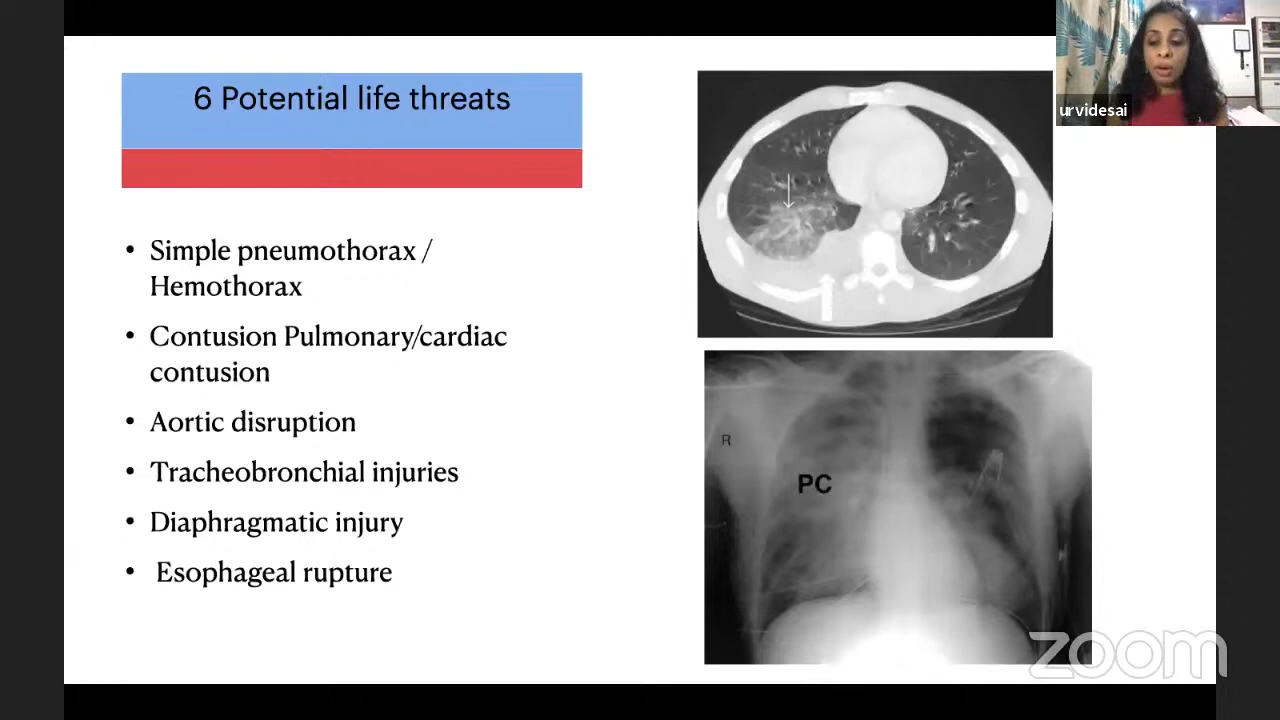 6 Potential life threats
• Simple pneumothorax /
Hemothorax
• Contusion Pulmonary/cardiac
contusion
• Aortic disruption
• Tracheobronchial injuries
• Diaphragmatic injury
• Esophageal rupture
urvidesai
R
PC
zoom